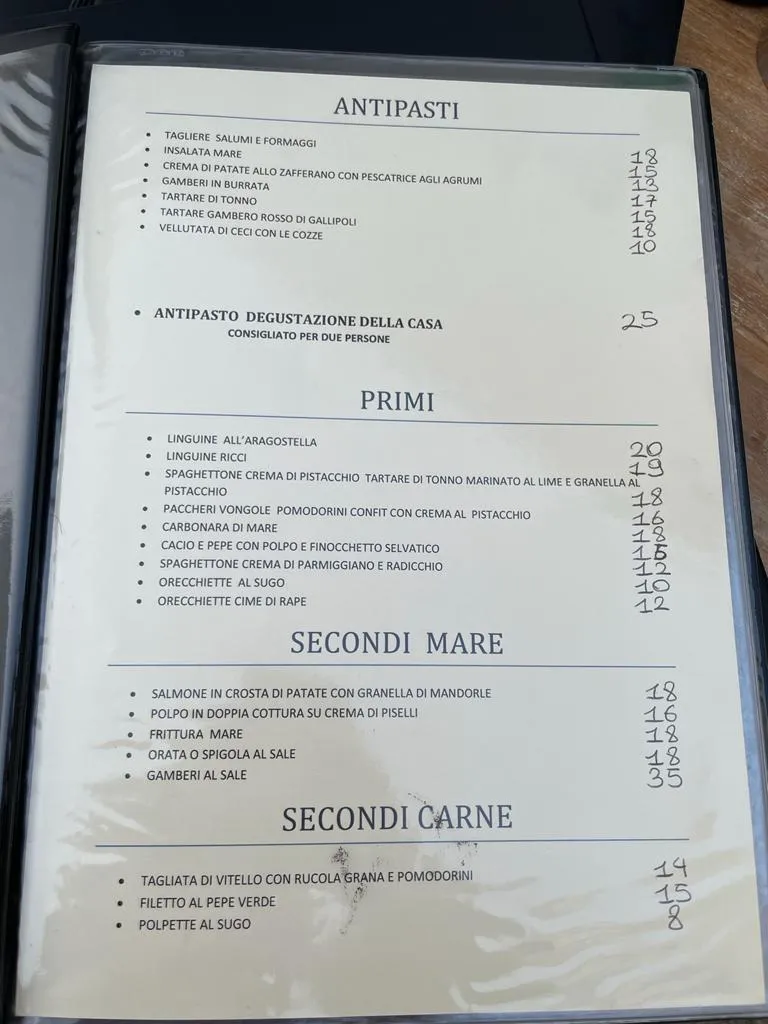 ANTIPASTI
• TAGLIERE SALUMI E FORMAGGI 18
• INSALATA MARE 15
• CREMA DI PATATE ALLO ZAFFERANO CON PESCATRICE AGLI AGRUMI 13
• GAMBERI IN BURRATA 17
• TARTARE DI TONNO 15
• TARTARE GAMBERO ROSSO DI GALLIPOLI 18
• VELLUTATA DI CECI CON LE COZZE 10
• ANTIPASTO DEGUSTAZIONE DELLA CASA 25
CONSIGLIATO PER DUE PERSONE
PRIMI
• LINGUINE ALL'ARAGOSTELLA 20
• LINGUINE RICCI 19
• SPAGHETTONE CREMA DI PISTACCHIO TARTARE DI TONNO MARINATO AL LIME E GRANELLA AL
PISTACCHIO 18
• PACCHERI VONGOLE POMODORINI CONFIT CON CREMA AL PISTACCHIO 16
• CARBONARA DI MARE 18
• CACIO E PEPE CON POLPO E FINOCCHETTO SELVATICO
• SPAGHETTONE CREMA DI PARMIGGIANO E RADICCHIO 12
• ORECCHIETTE AL SUGO 10
• ORECCHIETTE CIME DI RAPE 12
SECONDI MARE
• SALMONE IN CROSTA DI PATATE CON GRANELLA DI MANDORLE 18
• POLPO IN DOPPIA COTTURA SU CREMA DI PISELLI 16
• FRITTURA MARE 18
• ORATA O SPIGOLA AL SALE 18
• GAMBERI AL SALE 35
SECONDI CARNE
• TAGLIATA DI VITELLO CON RUCOLA GRANA E POMODORINI 14
• FILETTO AL PEPE VERDE 15
• POLPETTE AL SUGO 8